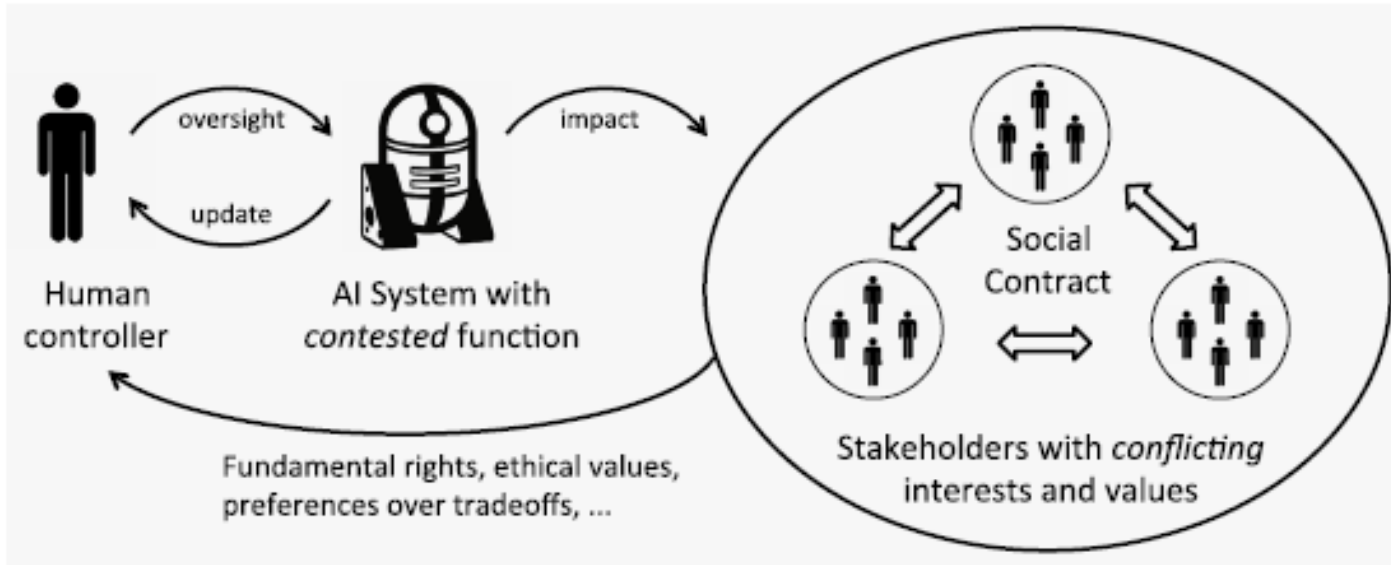 oversight
update
Human
controller
AI System with
contested function
impact
Fundamental rights, ethical values,
preferences over tradeoffs, ...
Social
Contract
Stakeholders with conflicting
interests and values